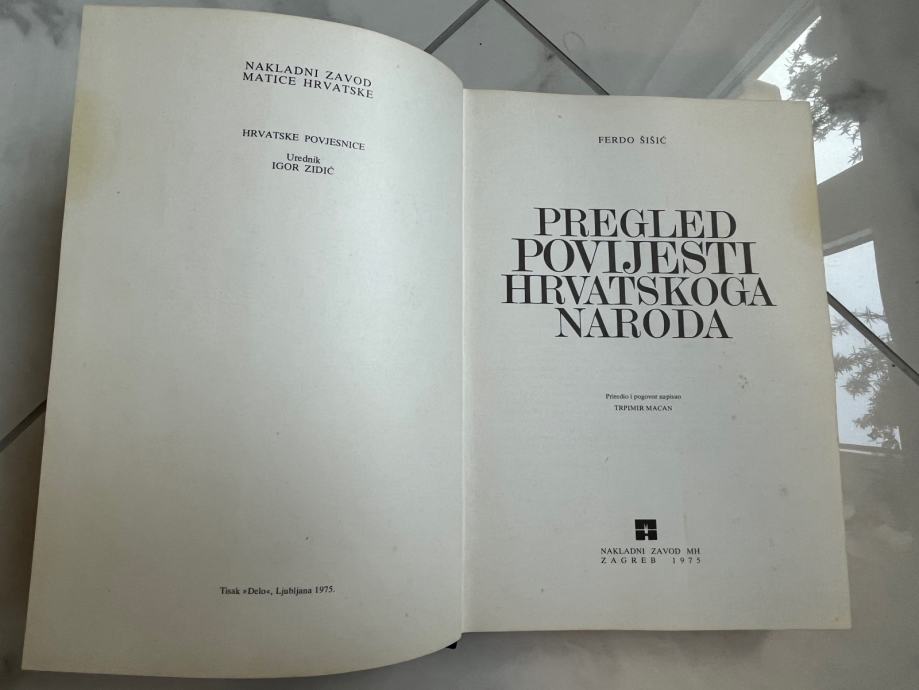 NAKLADNI ZAVOD
MATICE HRVATSKE
HRVATSKE POVJESNICE
Urednik
IGOR ZIDIĆ
Tisak »Delo«, Ljubljana 1975.
FERDO ŠIŠIĆ
PREGLED
POVIJESTI
HRVATSKOGA
NARODA
Priredio i pogovor napisao
TRPIMIR MACAN
NAKLADNI ZAVOD MH
ZAGREB 1975